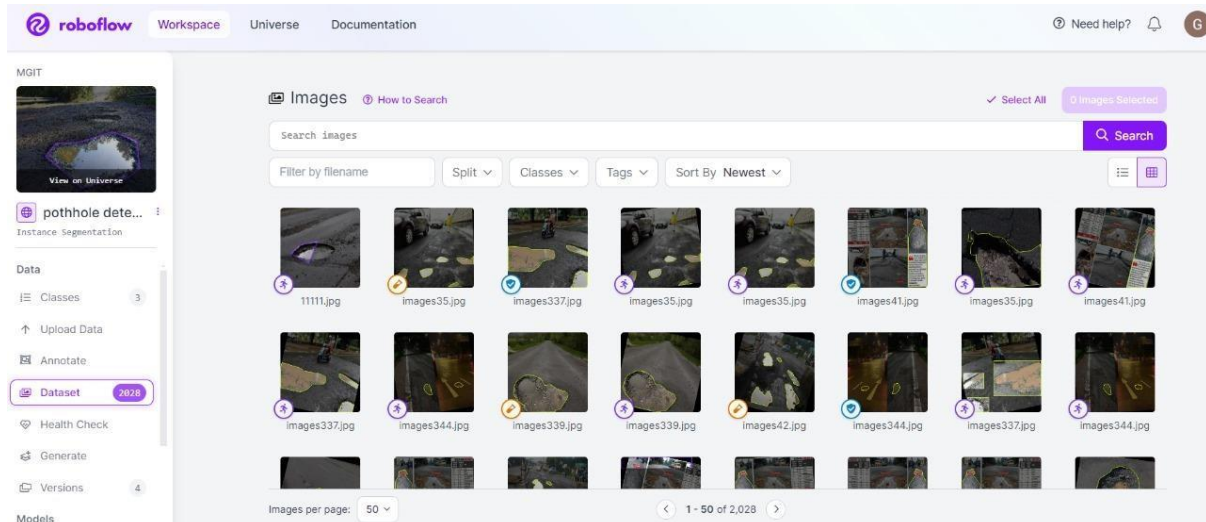 roboflow Workspace Universe Documentation Need help? G
MGIT
View on Universe
pothhole dete...
Instance Segmentation
Data
Classes 3
Upload Data
Annotate
Dataset 2028
Health Check
Generate
Versions 4
Models
Images How to Search Select All 0 Images Selected
Search images Search
Filter by filename Split Classes Tags Sort By Newest
11111.jpg images35.jpg images337.jpg images35.jpg images35.jpg images41.jpg images35.jpg images41.jpg
images337.jpg images344.jpg images339.jpg images339.jpg images42.jpg images344.jpg images337.jpg images344.jpg
Images per page: 50 1 - 50 of 2,028